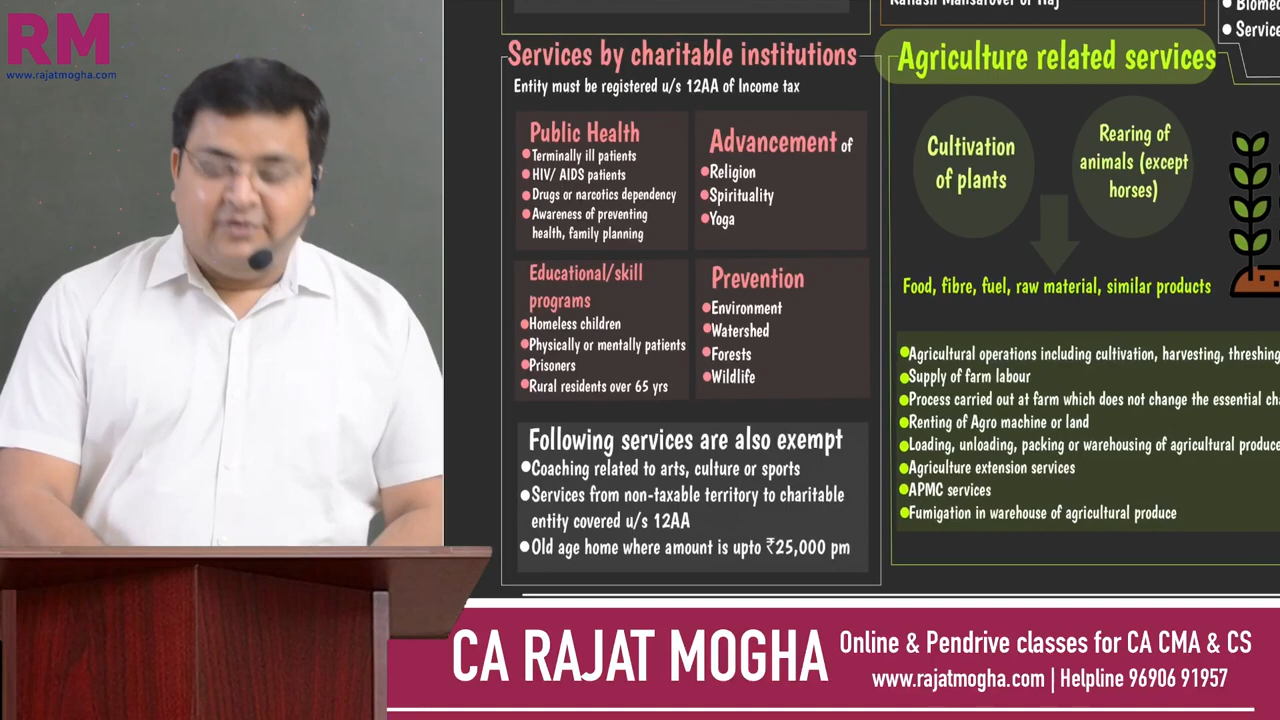 RM
www.rajatmogha.com
Services by charitable institutions
Entity must be registered u/s 12AA of Income tax
Public Health
Terminally ill patients
HIV/ AIDS patients
Drugs or narcotics dependency
Awareness of preventing
health, family planning
Advancement of
Religion
Spirituality
Yoga
Educational/skill
programs
Homeless children
Physically or mentally patients
Prisoners
Rural residents over 65 yrs
Prevention
Environment
Watershed
Forests
Wildlife
Following services are also exempt
Coaching related to arts, culture or sports
Services from non-taxable territory to charitable
entity covered u/s 12AA
Old age home where amount is upto ₹25,000 pm
Agriculture related services
Cultivation
of plants
Rearing of
animals (except
horses)
Food, fibre, fuel, raw material, similar products
Agricultural operations including cultivation, harvesting, threshing
Supply of farm labour
Process carried out at farm which does not change the essential
Renting of Agro machine or land
Loading, unloading, packing or warehousing of agricultural produce
Agriculture extension services
APMC services
Fumigation in warehouse of agricultural produce
CA RAJAT MOGHA
Online & Pendrive classes for CA CMA & CS
www.rajatmogha.com | Helpline 96906 91957